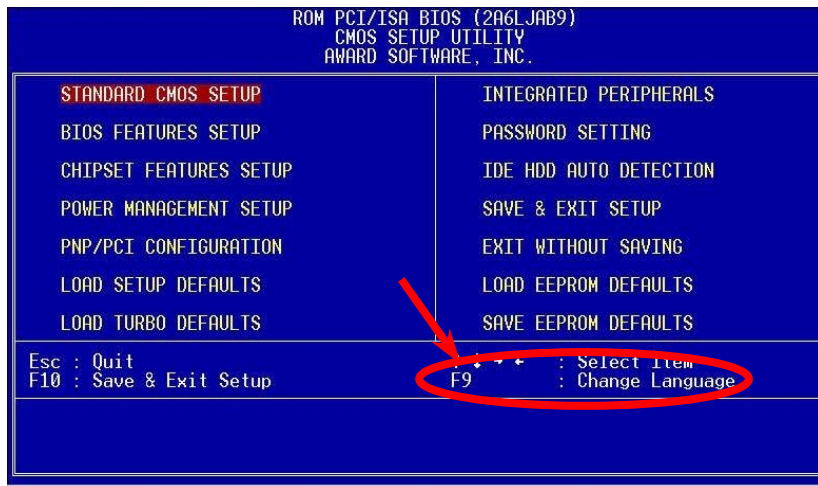 ROM PCI/ISA BIOS (2A6LJAB9)
CMOS SETUP UTILITY
AWARD SOFTWARE, INC.
STANDARD CMOS SETUP
BIOS FEATURES SETUP
CHIPSET FEATURES SETUP
POWER MANAGEMENT SETUP
PNP/PCI CONFIGURATION
LOAD SETUP DEFAULTS
LOAD TURBO DEFAULTS
INTEGRATED PERIPHERALS
PASSWORD SETTING
IDE HDD AUTO DETECTION
SAVE & EXIT SETUP
EXIT WITHOUT SAVING
LOAD EEPROM DEFAULTS
SAVE EEPROM DEFAULTS
Esc : Quit
F10 : Save & Exit Setup
↓ → ← : Select Item
F9 : Change Language